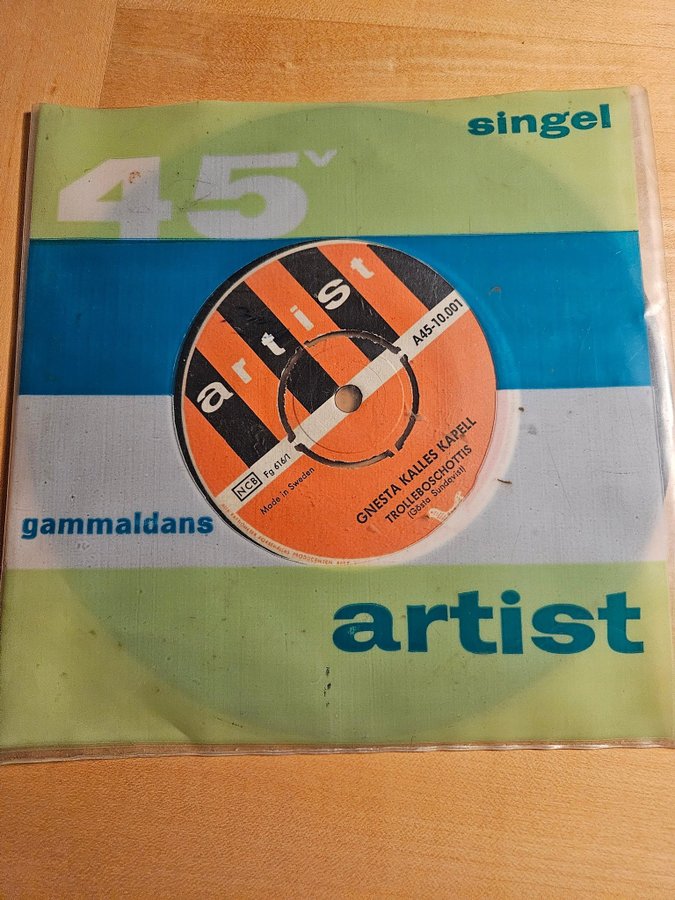 singel
45v
artist
A45-10.001
NCB Fg 616/1
Made in Sweden
GNESTA KALLES KAPELL
TROLLEBOSCHOTTIS
(Gösta Sundqvist)
gammaldans
artist